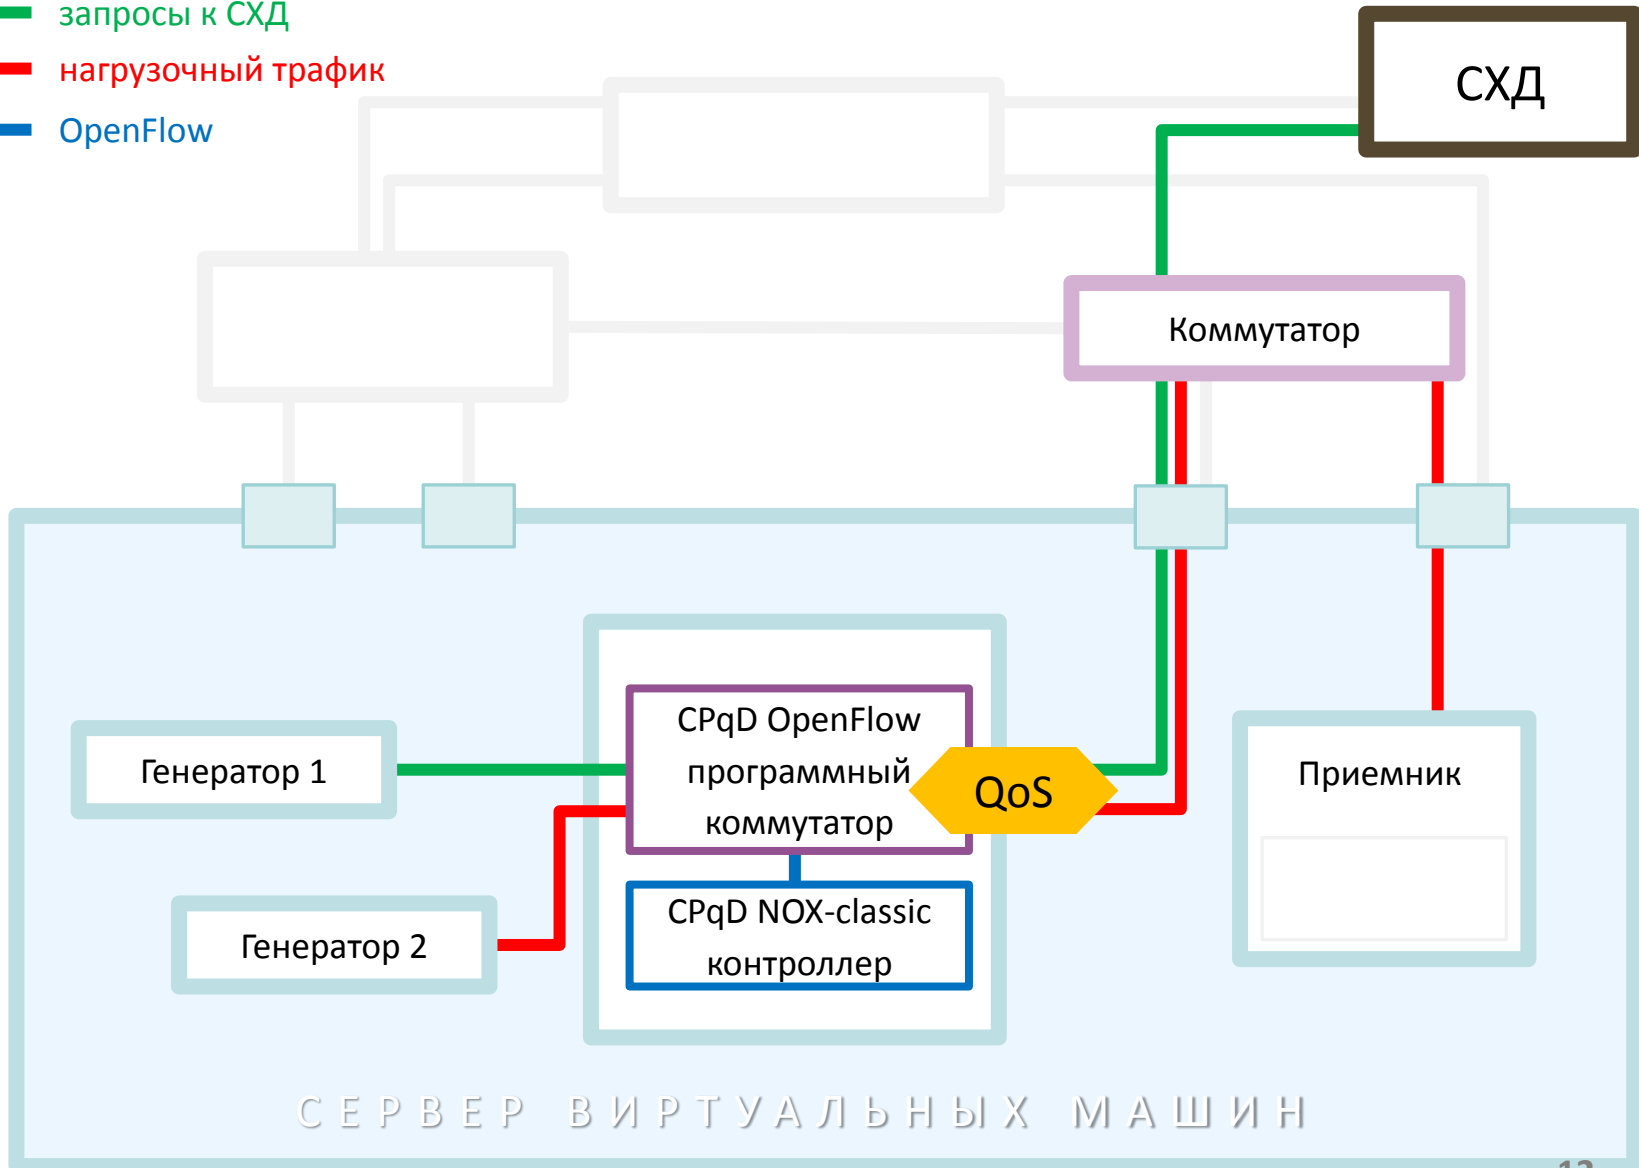 запросы к СХД
нагрузочный трафик
OpenFlow
СХД
Коммутатор
CPqD OpenFlow
программный
коммутатор
QoS
Генератор 1
Приемник
CPqD NOX-classic
контроллер
Генератор 2
СЕРВЕР ВИРТУАЛЬНЫХ МАШИН